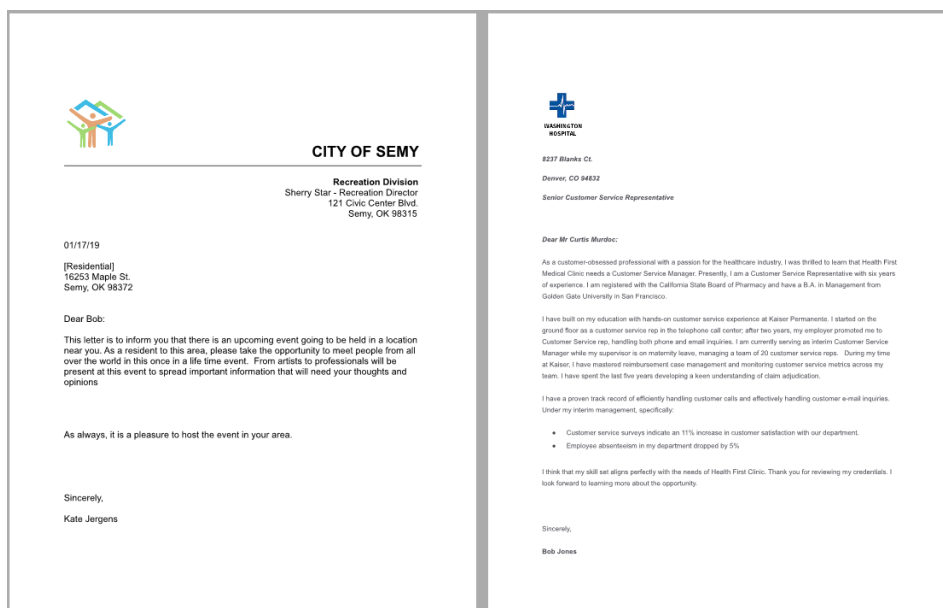 CITY OF SEMY
Recreation Division
Sherry Star - Recreation Director
121 Civic Center Blvd.
Semy, OK 98315
01/17/19
[Residential]
16253 Maple St.
Semy, OK 98372
Dear Bob:
This letter is to inform you that there is an upcoming event going to be held in a location
near you. As a resident to this area, please take the opportunity to meet people from all
over the world in this once in a life time event.  From artists to professionals will be
present at this event to spread important information that will need your thoughts and
opinions
As always, it is a pleasure to host the event in your area.
Sincerely,
Kate Jergens
WASHINGTON
HOSPITAL
8237 Blanks Ct.
Denver, CO 94832
Senior Customer Service Representative
Dear Mr Curtis Murdoc:
As a customer-obsessed professional with a passion for the healthcare industry, I was thrilled to learn that Health First
Medical Clinic needs a Customer Service Manager. Presently, I am a Customer Service Representative with six years
of experience. I am registered with the California State Board of Pharmacy and have a B.A. in Management from
Golden Gate University in San Francisco.
I have built on my education with hands-on customer service experience at Kaiser Permanente. I started on the
ground floor as a customer service rep in the telephone call center; after two years, my employer promoted me to
Customer Service rep, handling both phone and email inquiries. I am currently serving as interim Customer Service
Manager while my supervisor is on maternity leave, managing a team of 20 customer service reps.   During my time
at Kaiser, I have mastered reimbursement case management and monitoring customer service metrics across my
team. I have spent the last five years developing a keen understanding of claim adjudication.
I have a proven track record of efficiently handling customer calls and effectively handling customer e-mail inquiries.
Under my interim management, specifically:
● Customer service surveys indicate an 11% increase in customer satisfaction with our department.
● Employee absenteeism in my department dropped by 5%
I think that my skill set aligns perfectly with the needs of Health First Clinic. Thank you for reviewing my credentials. I
look forward to learning more about the opportunity.
Sincerely,
Bob Jones